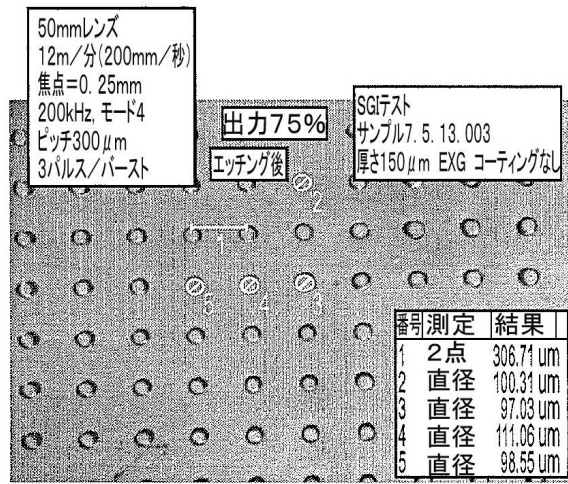 50mmレンズ
12m/分(200mm/秒)
焦点=0.25mm
200kHz,モード4
ピッチ300μm
3パルス/バースト
出力75%
エッチング後
SGIテスト
サンプル7.5.13.003
厚さ150μm EXG コーティングなし
1
2
3
4
5
番号 測定 結果
1 2点 306.71 um
2 直径 100.31 um
3 直径 97.03 um
4 直径 111.06 um
5 直径 98.55 um